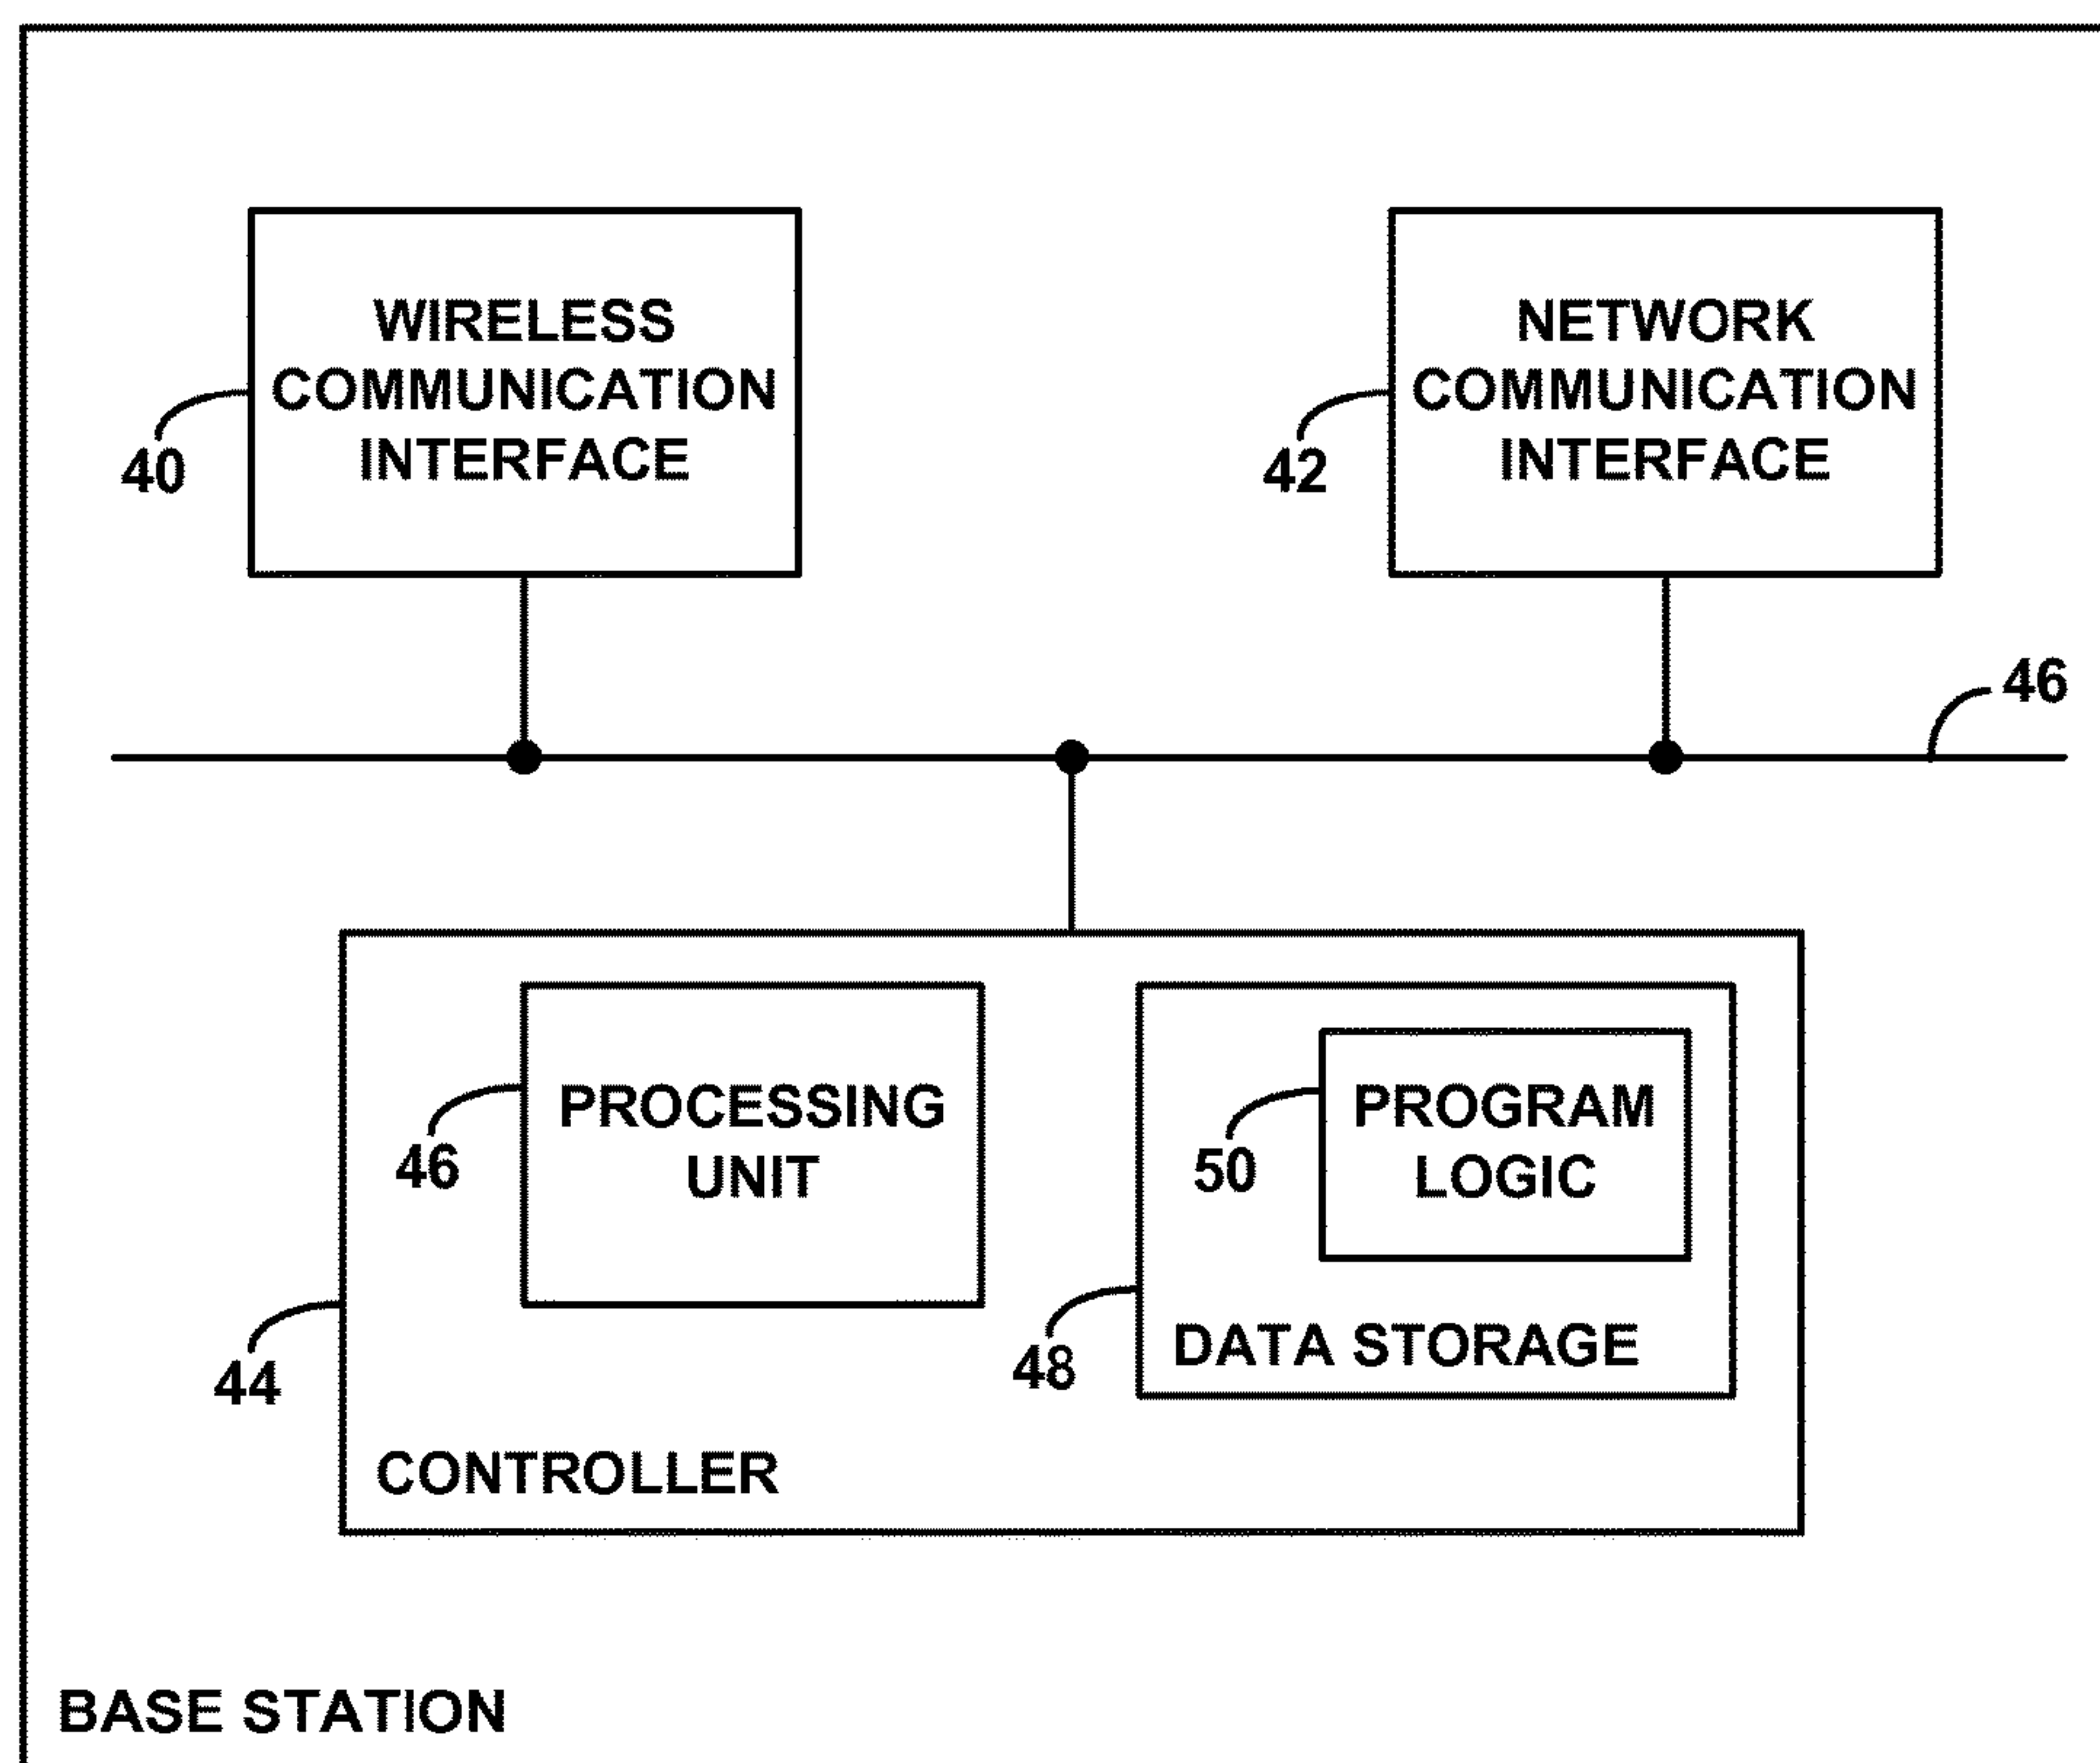 WIRELESS
COMMUNICATION
INTERFACE
40
NETWORK
COMMUNICATION
INTERFACE
42
46
PROCESSING
UNIT
46
PROGRAM
LOGIC
50
DATA STORAGE
48
44
CONTROLLER
BASE STATION